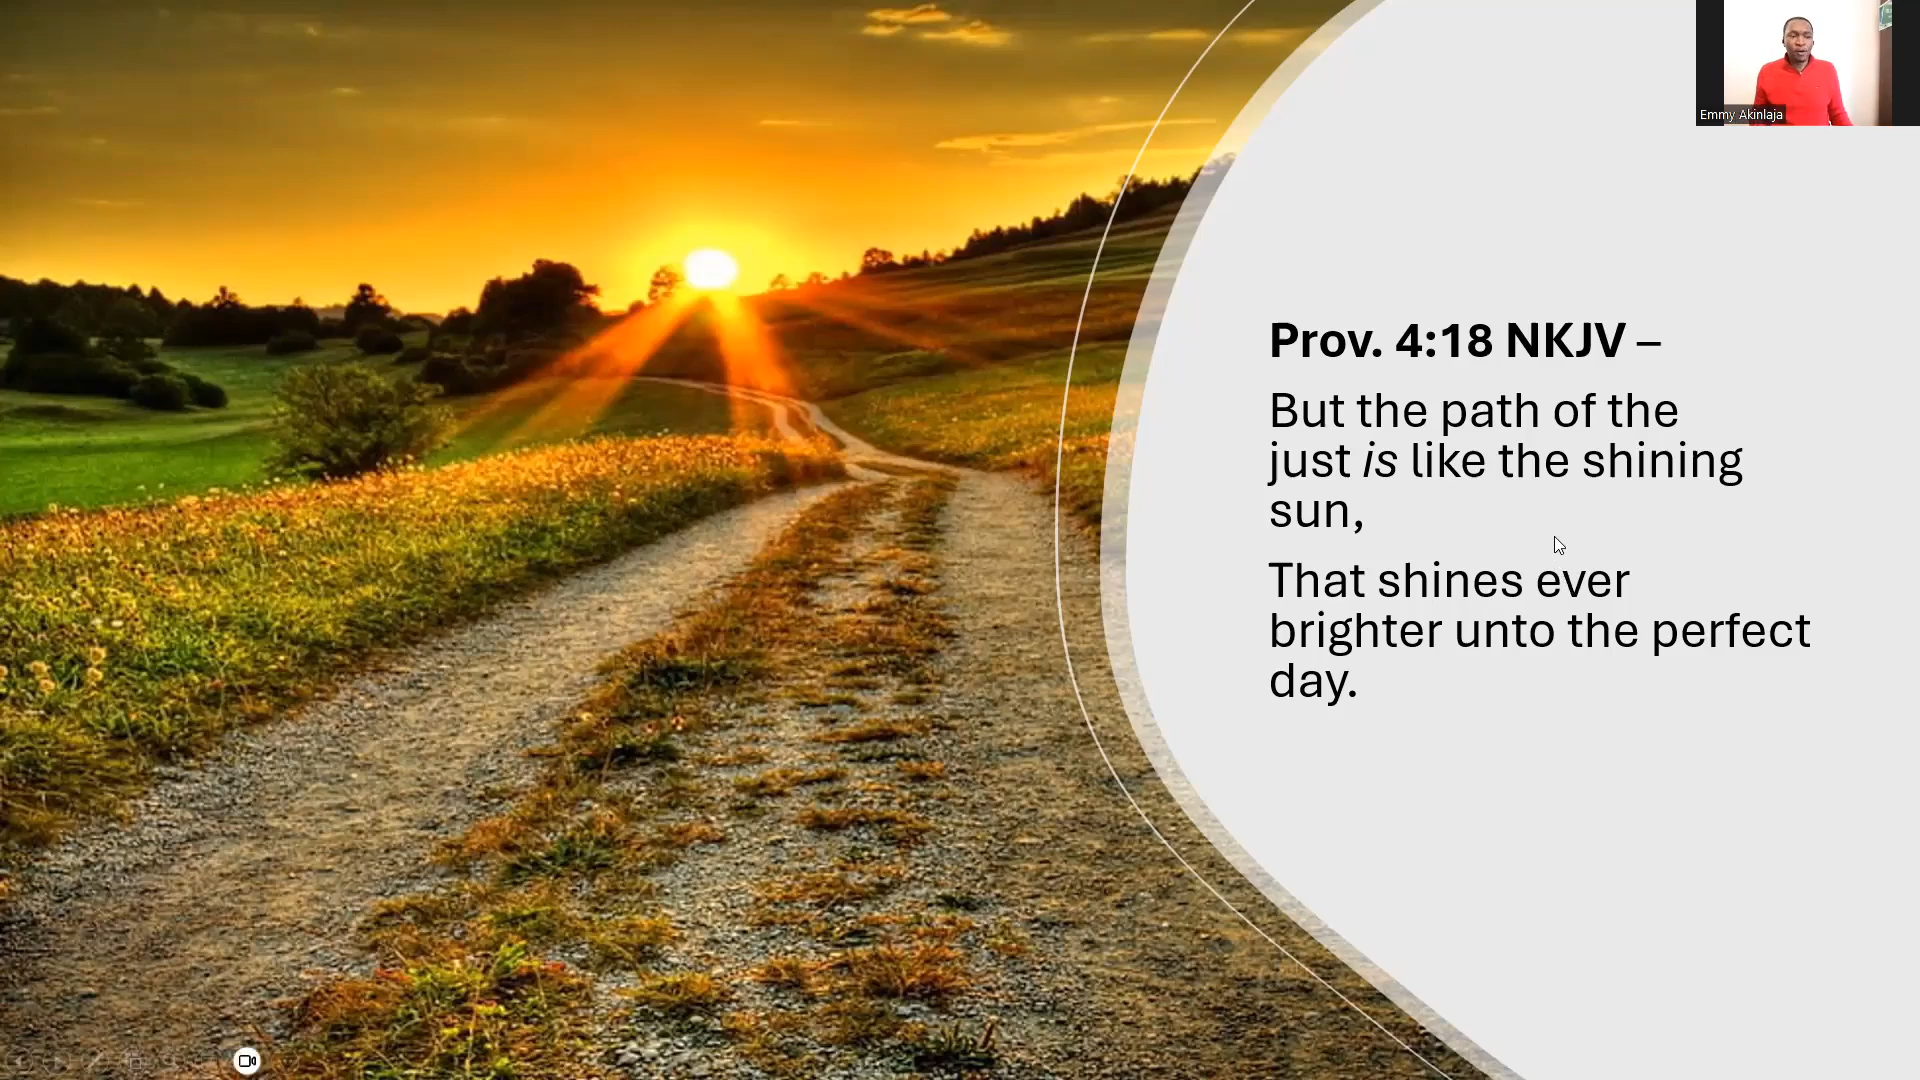 Emmy Akinlaja
Prov. 4:18 NKJV –
But the path of the
just is like the shining
sun,
That shines ever
brighter unto the perfect
day.